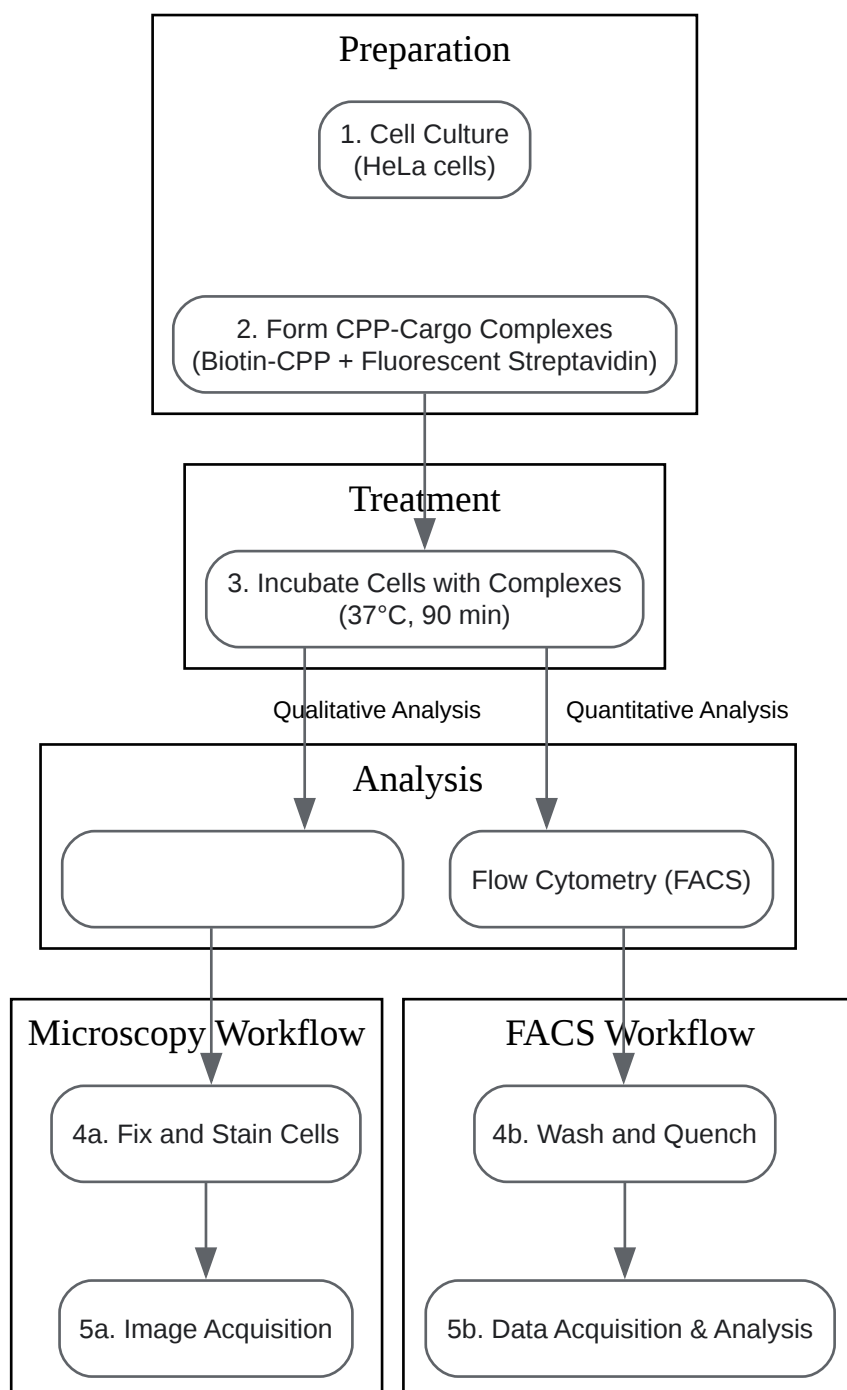 Preparation
1. Cell Culture
(HeLa cells)
2. Form CPP-Cargo Complexes
(Biotin-CPP + Fluorescent Streptavidin)
Treatment
3. Incubate Cells with Complexes
(37°C, 90 min)
Qualitative Analysis
Quantitative Analysis
Analysis
Flow Cytometry (FACS)
Microscopy Workflow
FACS Workflow
4a. Fix and Stain Cells
4b. Wash and Quench
5a. Image Acquisition
5b. Data Acquisition & Analysis